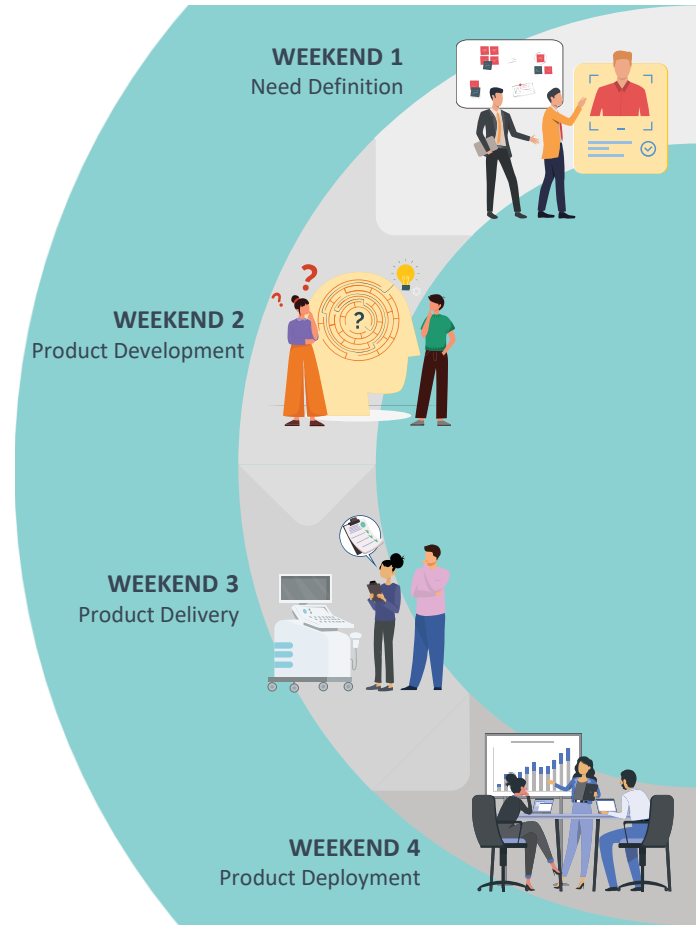 WEEKEND 1
Need Definition
? ?
?
WEEKEND 2
Product Development
WEEKEND 3
Product Delivery
WEEKEND 4
Product Deployment